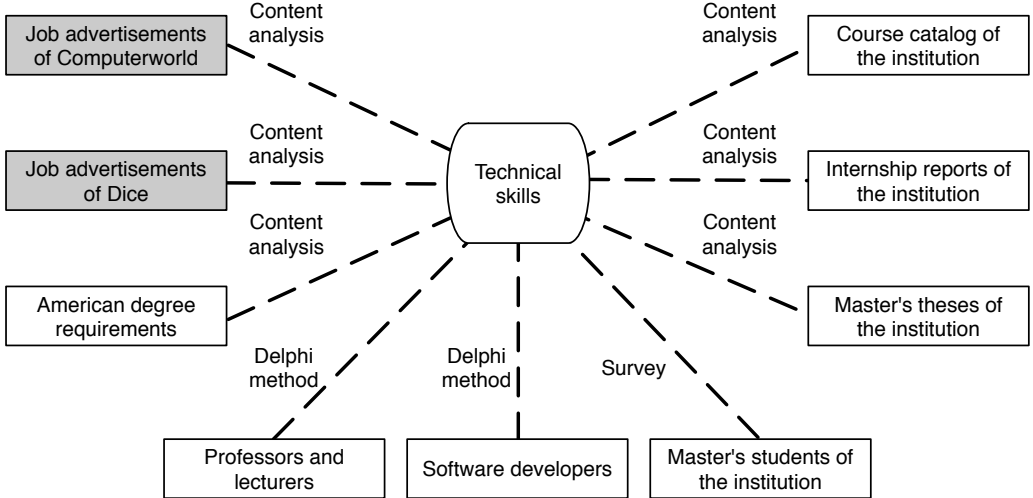 Content
analysis
Job advertisements
of Computerworld
Content
analysis
Course catalog of
the institution
Content
analysis
Job advertisements
of Dice
Technical
skills
Content
analysis
Internship reports of
the institution
Content
analysis
American degree
requirements
Content
analysis
Master's theses of
the institution
Delphi
method
Delphi
method
Survey
Professors and
lecturers
Software developers
Master's students of
the institution